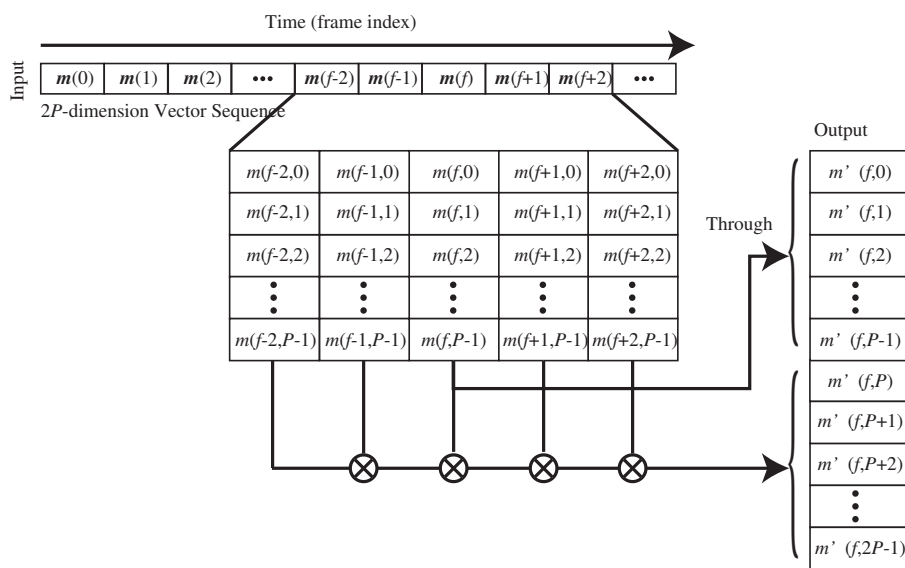 Time (frame index)
Input
m(0) m(1) m(2) ••• m(f-2) m(f-1) m(f) m(f+1) m(f+2) •••
2P-dimension Vector Sequence
Output
m(f-2,0) m(f-1,0) m(f,0) m(f+1,0) m(f+2,0) m' (f,0)
m(f-2,1) m(f-1,1) m(f,1) m(f+1,1) m(f+2,1) Through m' (f,1)
m(f-2,2) m(f-1,2) m(f,2) m(f+1,2) m(f+2,2) m' (f,2)
m(f-2,P-1) m(f-1,P-1) m(f,P-1) m(f+1,P-1) m(f+2,P-1) m' (f,P-1)
m' (f,P)
m' (f,P+1)
m' (f,P+2)
m' (f,2P-1)